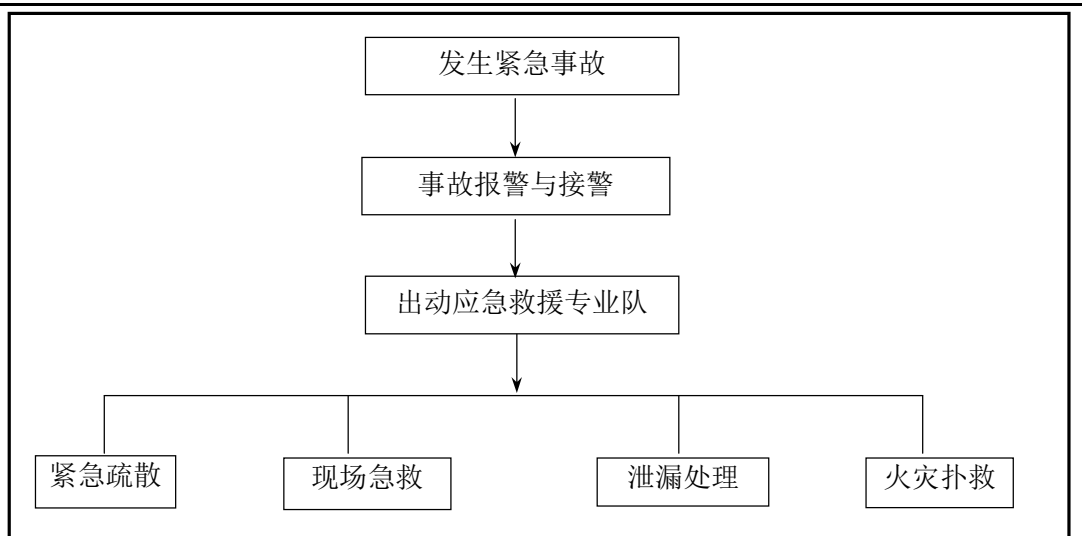 发生紧急事故
事故报警与接警
出动应急救援专业队
紧急疏散
现场急救
泄漏处理
火灾扑救